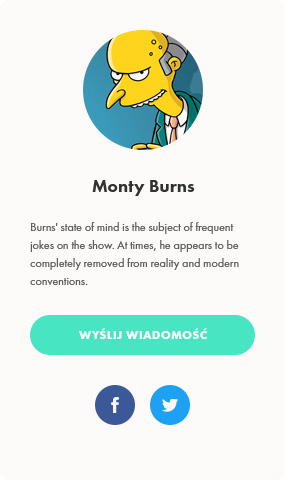 Monty Burns
Burns' state of mind is the subject of frequent
jokes on the show. At times, he appears to be
completely removed from reality and modern
conventions.
WYŚLIJ WIADOMOŚĆ